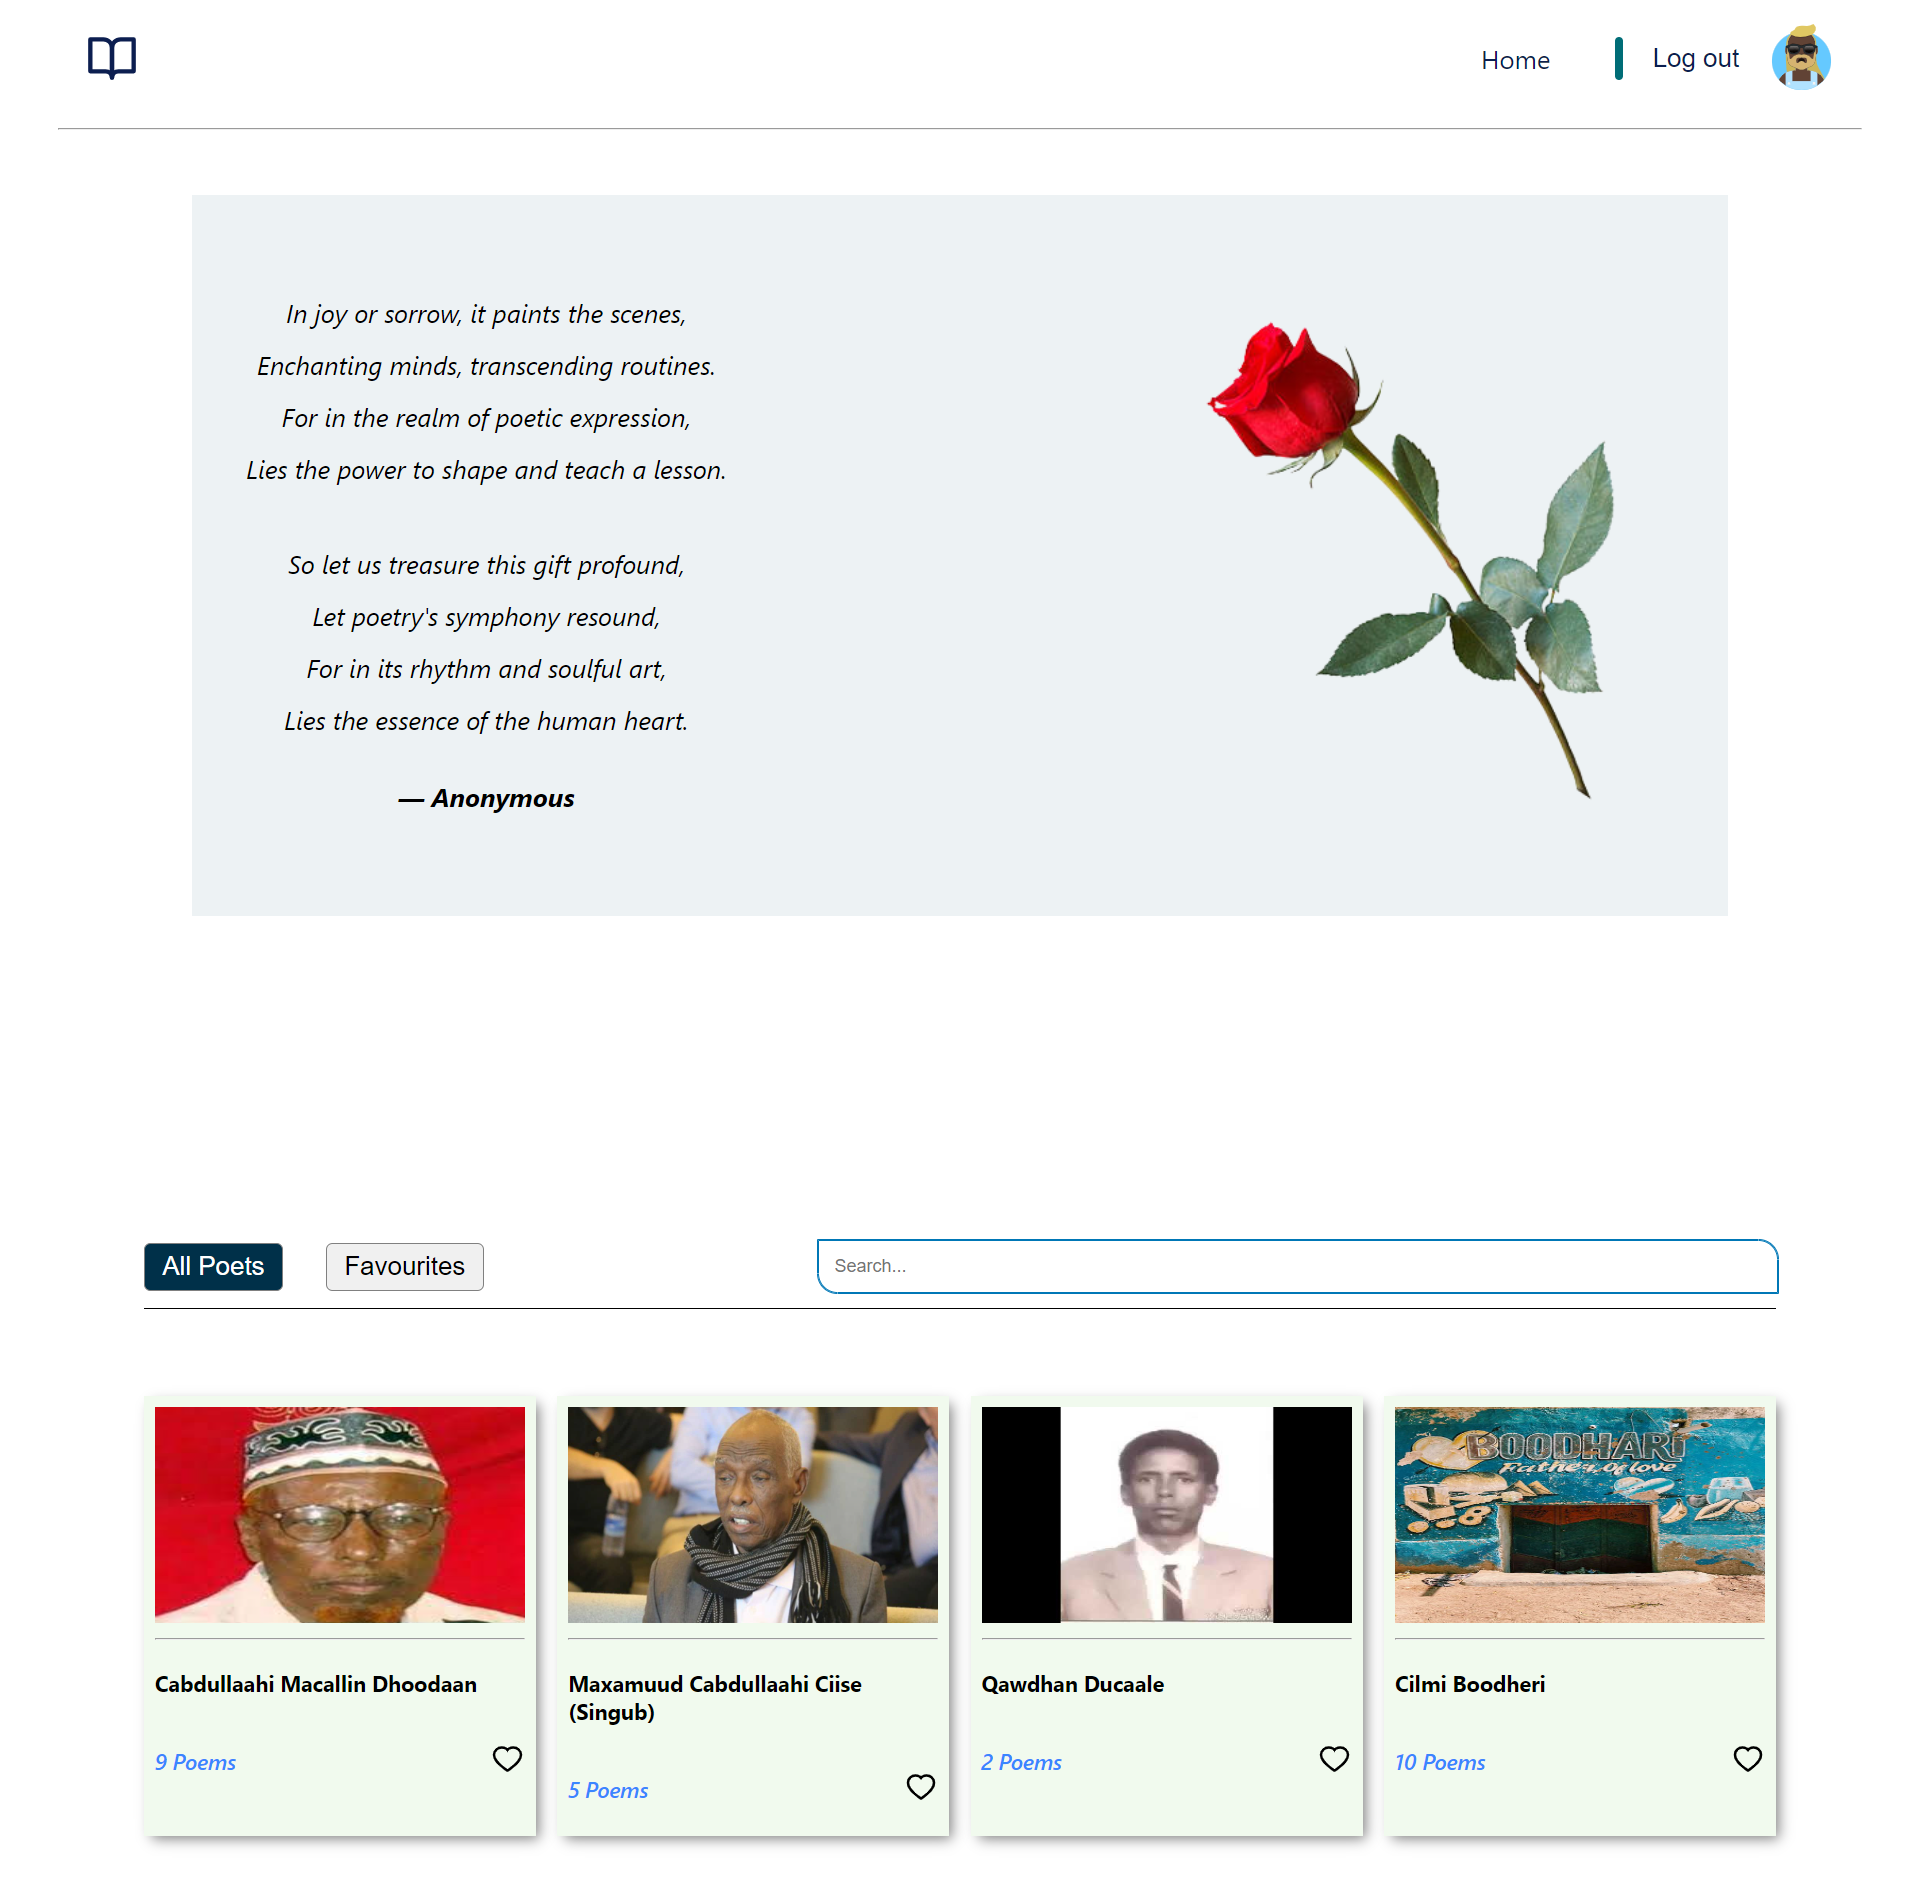 Home
Log out
In joy or sorrow, it paints the scenes,
Enchanting minds, transcending routines.
For in the realm of poetic expression,
Lies the power to shape and teach a lesson.
So let us treasure this gift profound,
Let poetry's symphony resound,
For in its rhythm and soulful art,
Lies the essence of the human heart.
— Anonymous
All Poets
Favourites
Search...
BOODHARI
Father of love
Cabdullaahi Macallin Dhoodaan
9 Poems
Maxamuud Cabdullaahi Ciise
(Singub)
5 Poems
Qawdhan Ducaale
2 Poems
Cilmi Boodheri
10 Poems